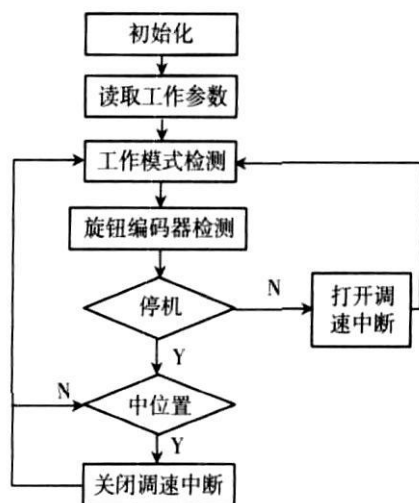 初始化
读取工作参数
工作模式检测
旋钮编码器检测
停机
N
打开调
速中断
Y
N
中位置
Y
关闭调速中断